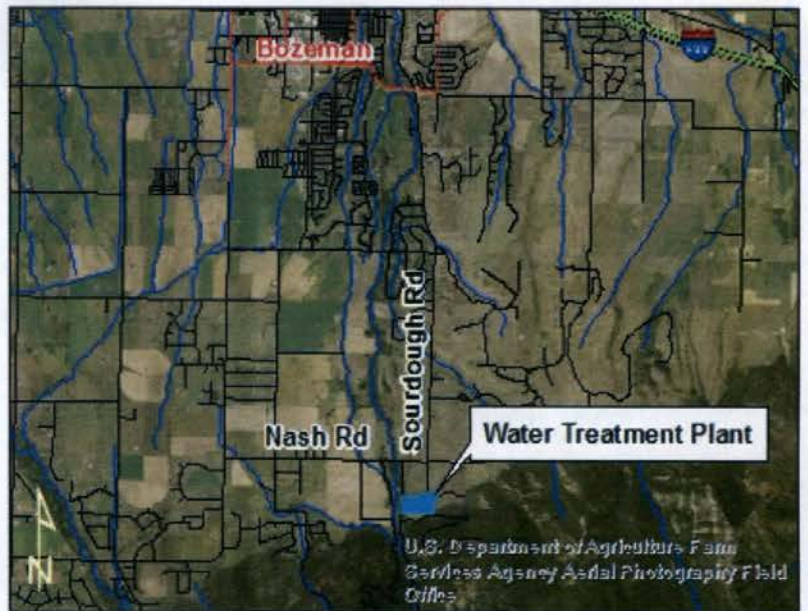 Bozeman
Sourdough Rd
Nash Rd
Water Treatment Plant
U.S. Department of Agriculture Farm
Services Agency Aerial Photography Field
Office
N